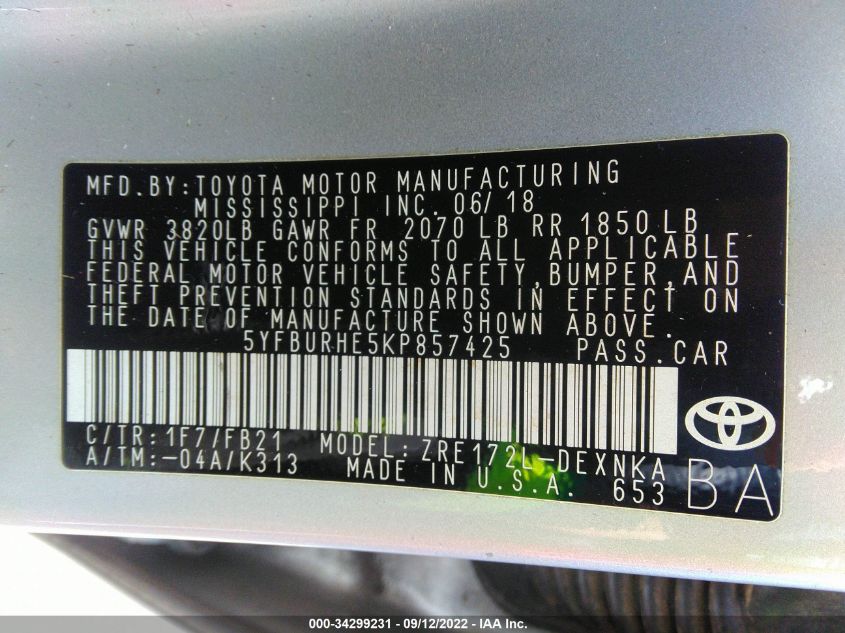 MFD.BY:TOYOTA MOTOR MANUFACTURING
MISSISSIPPI INC. 06/18
GVWR 3820LB GAWR FR 2070LB RR 1850LB
THIS VEHICLE CONFORMS TO ALL APPLICABLE
FEDERAL MOTOR VEHICLE SAFETY,BUMPER,AND
THEFT PREVENTION STANDARDS IN EFFECT ON
THE DATE OF MANUFACTURE SHOWN ABOVE.
5YFBURHE5KP857425 PASS.CAR
C/TR:1F7/FB21 MODEL:ZRE172L-DEXNKA
A/TM:-04A/K313 MADE IN U.S.A. 653
BA
000-34299231 / 09/12/2022 - IAA Inc.